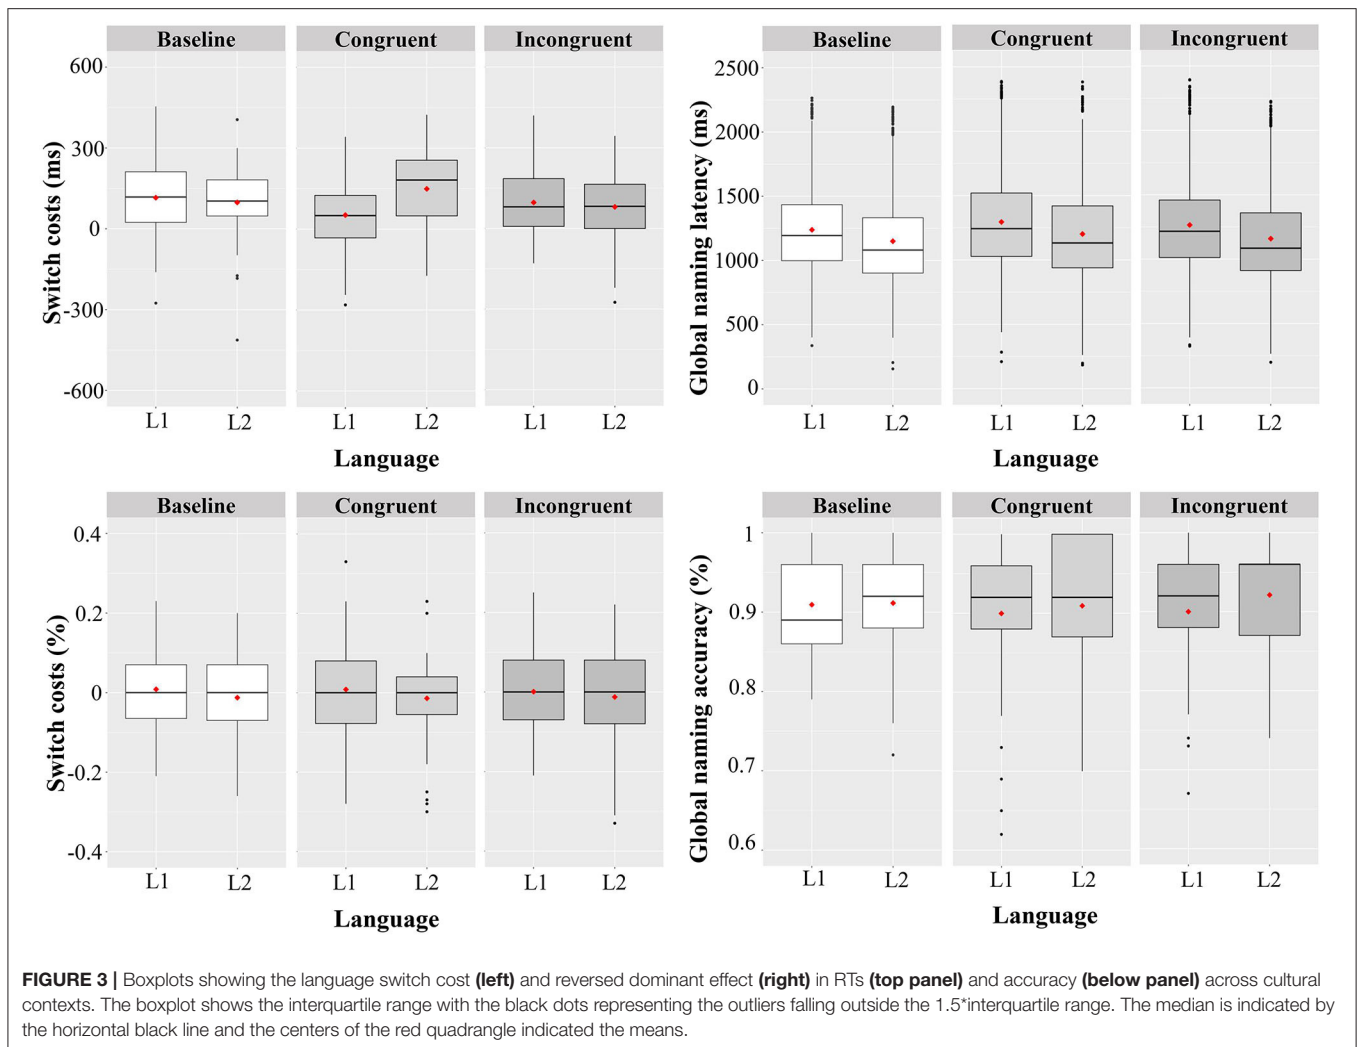 Baseline Congruent Incongruent
600
300
0
-300
-600
Switch costs (ms)
L1 L2 L1 L2 L1 L2
Language
Baseline Congruent Incongruent
2500
2000
1500
1000
500
0
Global naming latency (ms)
L1 L2 L1 L2 L1 L2
Language
Baseline Congruent Incongruent
0.4
0.2
0
-0.2
-0.4
Switch costs (%)
L1 L2 L1 L2 L1 L2
Language
Baseline Congruent Incongruent
1
0.9
0.8
0.7
0.6
Global naming accuracy (%)
L1 L2 L1 L2 L1 L2
Language
FIGURE 3 | Boxplots showing the language switch cost (left) and reversed dominant effect (right) in RTs (top panel) and accuracy (below panel) across cultural
contexts. The boxplot shows the interquartile range with the black dots representing the outliers falling outside the 1.5*interquartile range. The median is indicated by
the horizontal black line and the centers of the red quadrangle indicated the means.